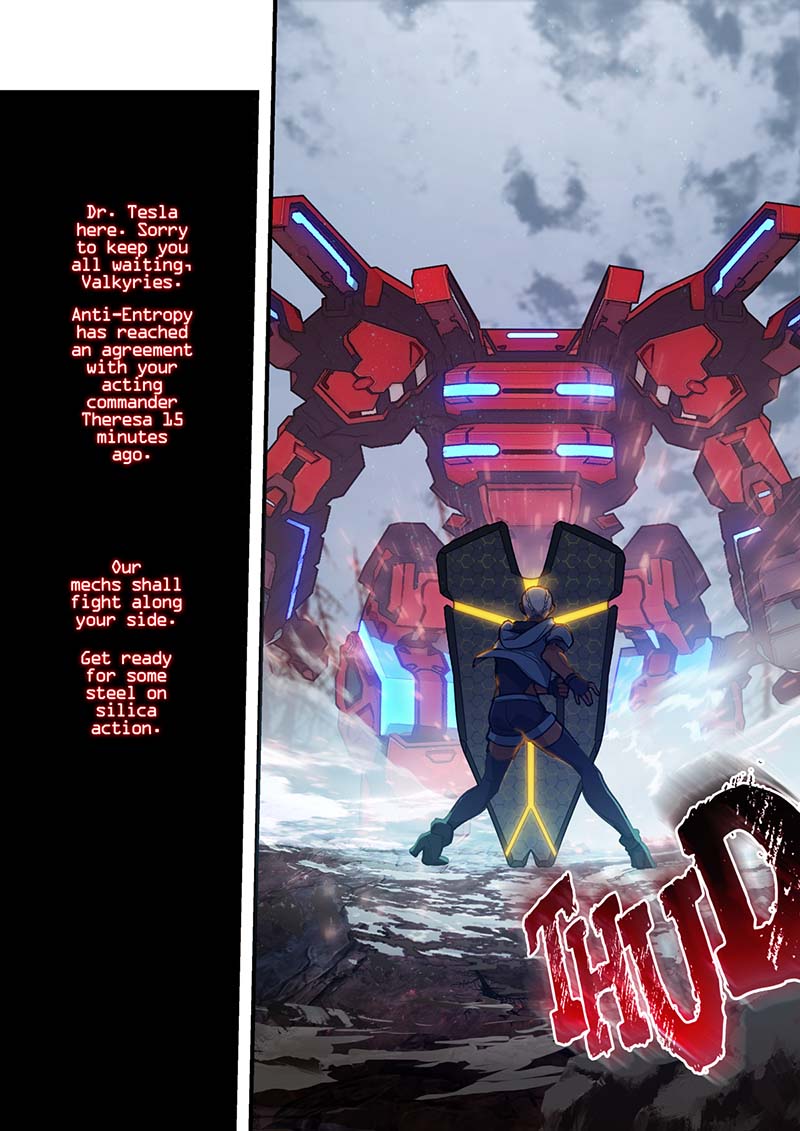 Dr. Tesla
here. Sorry
to keep you
all waiting,
Valkyries.
Anti-Entropy
has reached
an agreement
with your
acting
commander
Theresa 15
minutes
ago.
Our
mechs shall
fight along
your side.
Get ready
for some
steel on
silica
action.
THUD